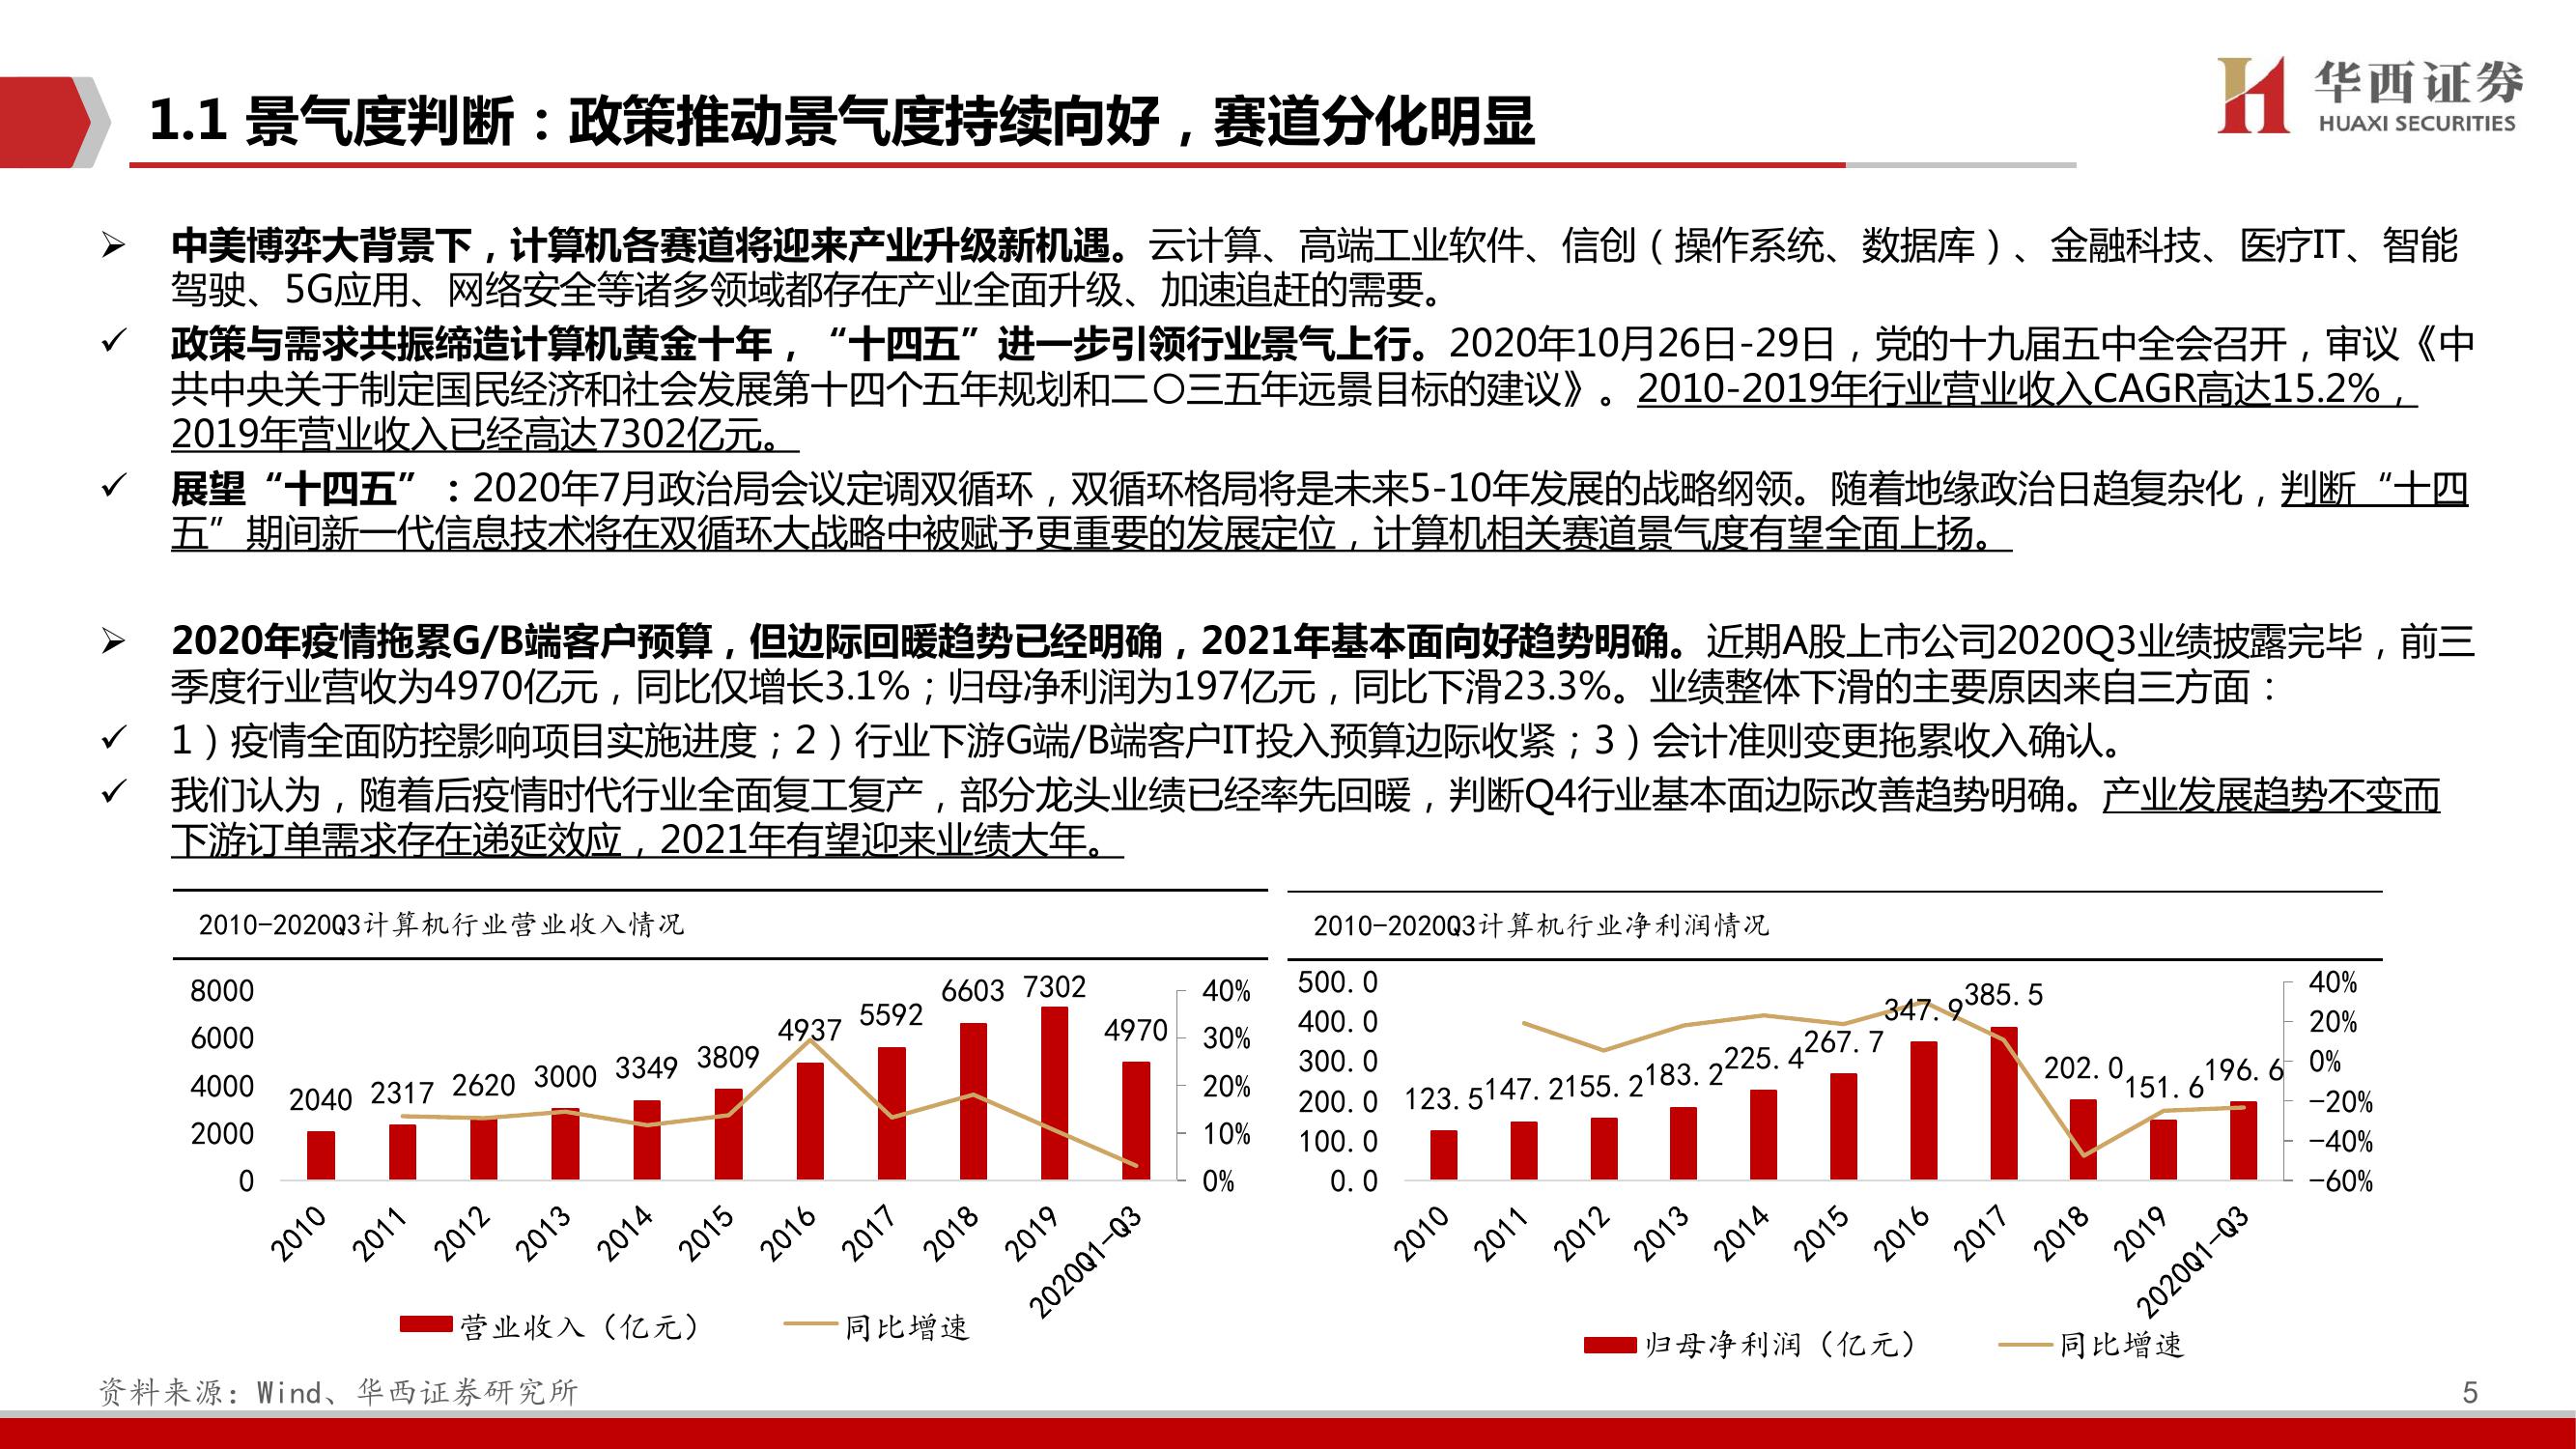 1.1 景气度判断：政策推动景气度持续向好，赛道分化明显
华西证券
HUAXI SECURITIES
中美博弈大背景下，计算机各赛道将迎来产业升级新机遇。云计算、高端工业软件、信创（操作系统、数据库）、金融科技、医疗IT、智能
驾驶、5G应用、网络安全等诸多领域都存在产业全面升级、加速追赶的需要。
政策与需求共振缔造计算机黄金十年，“十四五”进一步引领行业景气上行。2020年10月26日-29日，党的十九届五中全会召开，审议《中
共中央关于制定国民经济和社会发展第十四个五年规划和二〇三五年远景目标的建议》。2010-2019年行业营业收入CAGR高达15.2%，
2019年营业收入已经高达7302亿元。
展望“十四五”：2020年7月政治局会议定调双循环，双循环格局将是未来5-10年发展的战略纲领。随着地缘政治日趋复杂化，判断“十四
五”期间新一代信息技术将在双循环大战略中被赋予更重要的发展定位，计算机相关赛道景气度有望全面上扬。
2020年疫情拖累G/B端客户预算，但边际回暖趋势已经明确，2021年基本面向好趋势明确。近期A股上市公司2020Q3业绩披露完毕，前三
季度行业营收为4970亿元，同比仅增长3.1%；归母净利润为197亿元，同比下滑23.3%。业绩整体下滑的主要原因来自三方面：
1）疫情全面防控影响项目实施进度；2）行业下游G端/B端客户IT投入预算边际收紧；3）会计准则变更拖累收入确认。
我们认为，随着后疫情时代行业全面复工复产，部分龙头业绩已经率先回暖，判断Q4行业基本面边际改善趋势明确。产业发展趋势不变而
下游订单需求存在递延效应，2021年有望迎来业绩大年。
2010-2020Q3计算机行业营业收入情况
8000
6000
4000
2000
0
2040 2317 2620 3000 3349 3809 4937 5592 6603 7302 4970
40%
30%
20%
10%
0%
2010 2011 2012 2013 2014 2015 2016 2017 2018 2019 2020Q1-Q3
营业收入（亿元） 同比增速
2010-2020Q3计算机行业净利润情况
500.0
400.0
300.0
200.0
100.0
0.0
123.5 147.2 155.2 183.2 225.4 267.7 347.9 385.5 202.0 151.6 196.6
40%
20%
0%
-20%
-40%
-60%
2010 2011 2012 2013 2014 2015 2016 2017 2018 2019 2020Q1-Q3
归母净利润（亿元） 同比增速
资料来源：Wind、华西证券研究所
5